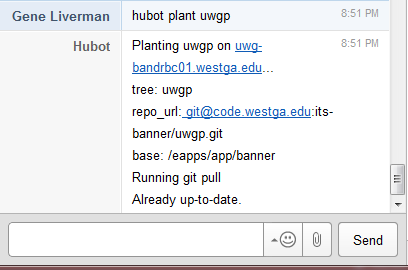 Gene Liverman hubot plant uwgp 8:51 PM
Hubot Planting uwgp on uwg- 8:51 PM
bandrbc01.westga.edu...
tree: uwgp
repo_url: git@code.westga.edu:its-
banner/uwgp.git
base: /eapps/app/banner
Running git pull
Already up-to-date.
Send